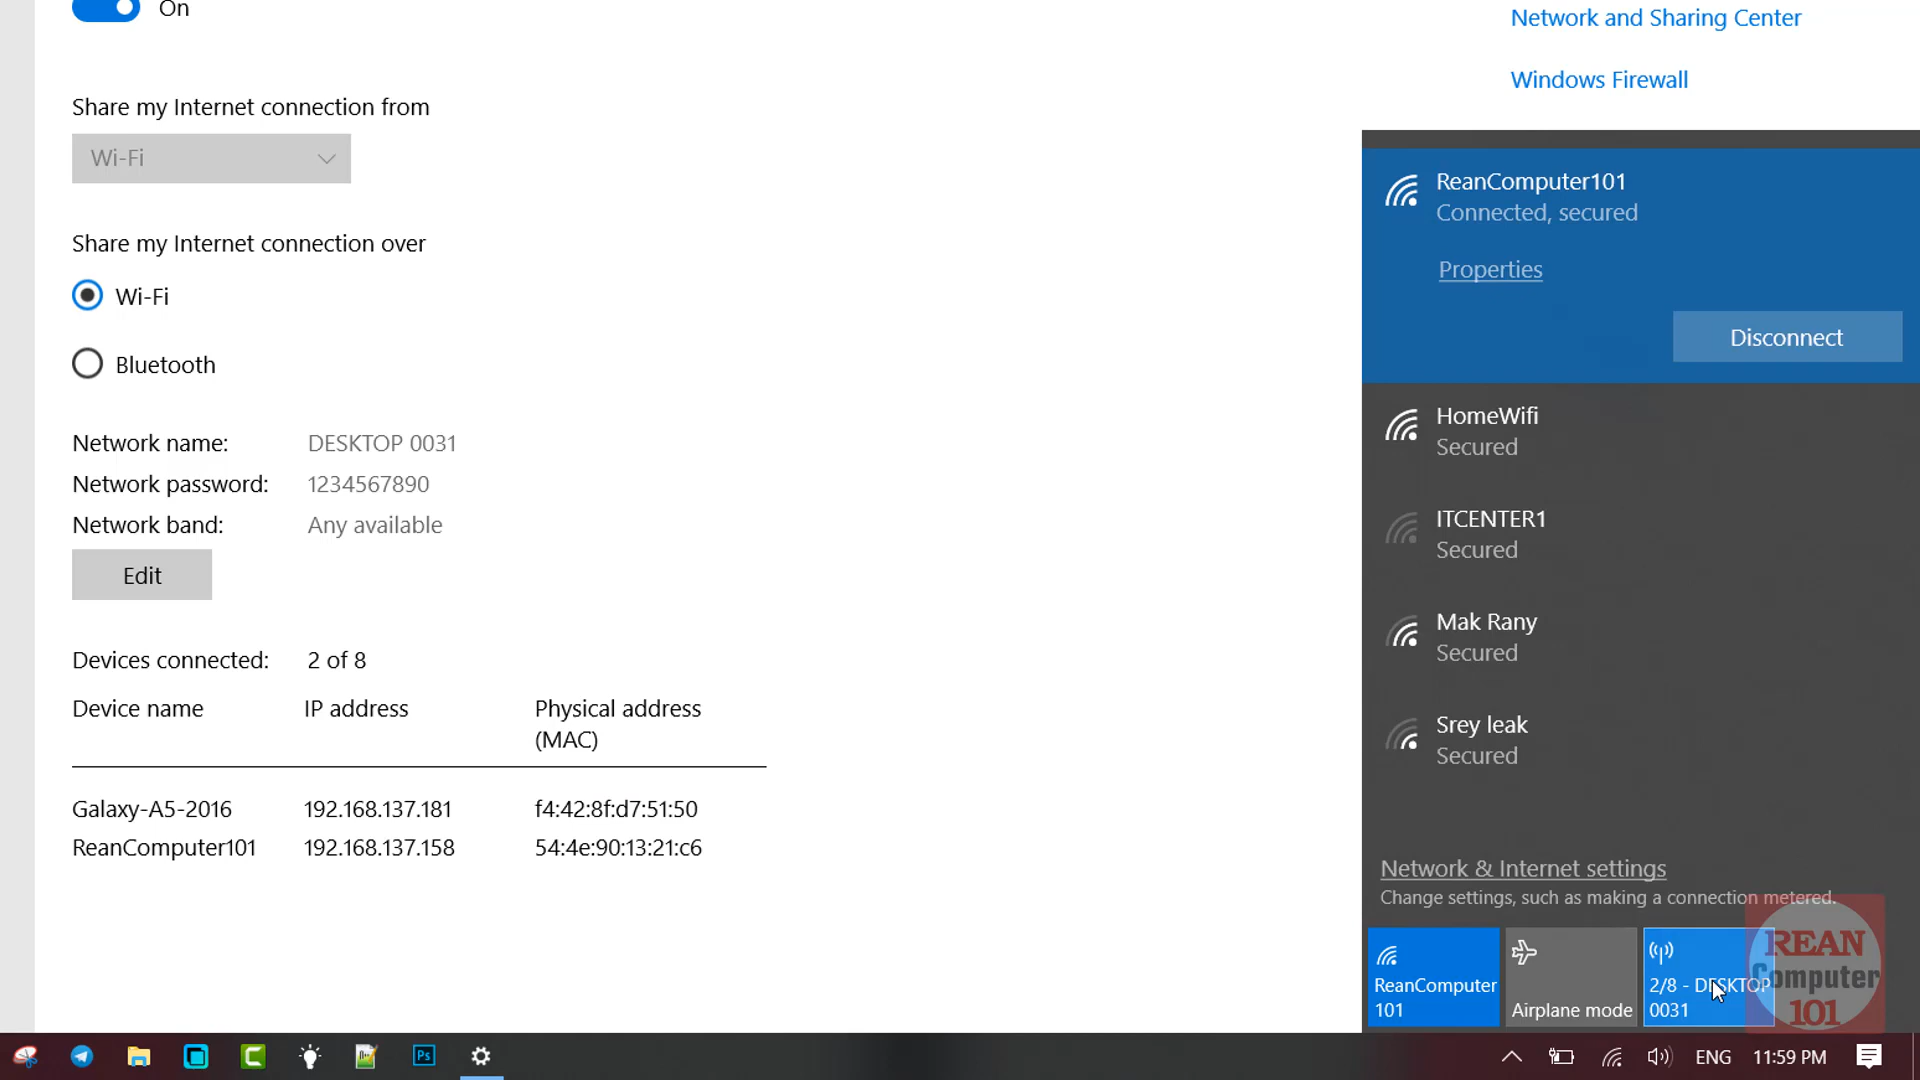 On
Share my Internet connection from
Wi-Fi
Share my Internet connection over
Wi-Fi
Bluetooth
Network name: DESKTOP 0031
Network password: 1234567890
Network band: Any available
Edit
Devices connected: 2 of 8
Device name IP address Physical address
(MAC)
Galaxy-A5-2016 192.168.137.181 f4:42:8f:d7:51:50
ReanComputer101 192.168.137.158 54:4e:90:13:21:c6
Network and Sharing Center
Windows Firewall
ReanComputer101
Connected, secured
Properties
Disconnect
HomeWifi
Secured
ITCENTER1
Secured
Mak Rany
Secured
Srey leak
Secured
Network & Internet settings
Change settings, such as making a connection metered.
ReanComputer
101
Airplane mode
2/8 - DESKTOP
0031
REAN
Computer
101
Ps
ENG 11:59 PM